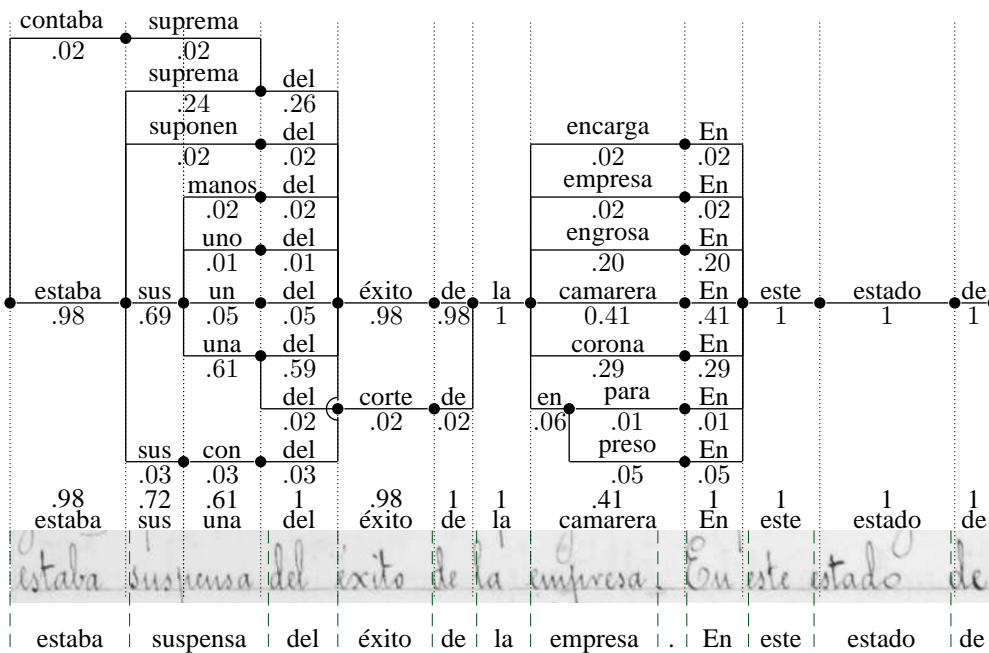 contaba suprema
.02 .02
suprema del
.24 .26
suponen del
.02 .02
manos del
.02 .02
uno del
.01 .01
encarga En
.02 .02
empresa En
.02 .02
engrosa En
.20 .20
estaba sus un del éxito de la camarera En este estado de
.98 .69 .05 .05 .98 .98 1 0.41 .41 1 1 1
una del corona En
.61 .59 .29 .29
del corte de en para En
.02 .02 .02 .06 .01 .01
sus con del preso En
.03 .03 .03 .05 .05
.98 .72 .61 1 .98 1 1 .41 1 1 1 1
estaba sus una del éxito de la camarera En este estado de
estaba suspensa del éxito de la empresa. En este estado de
estaba suspensa del éxito de la empresa . En este estado de